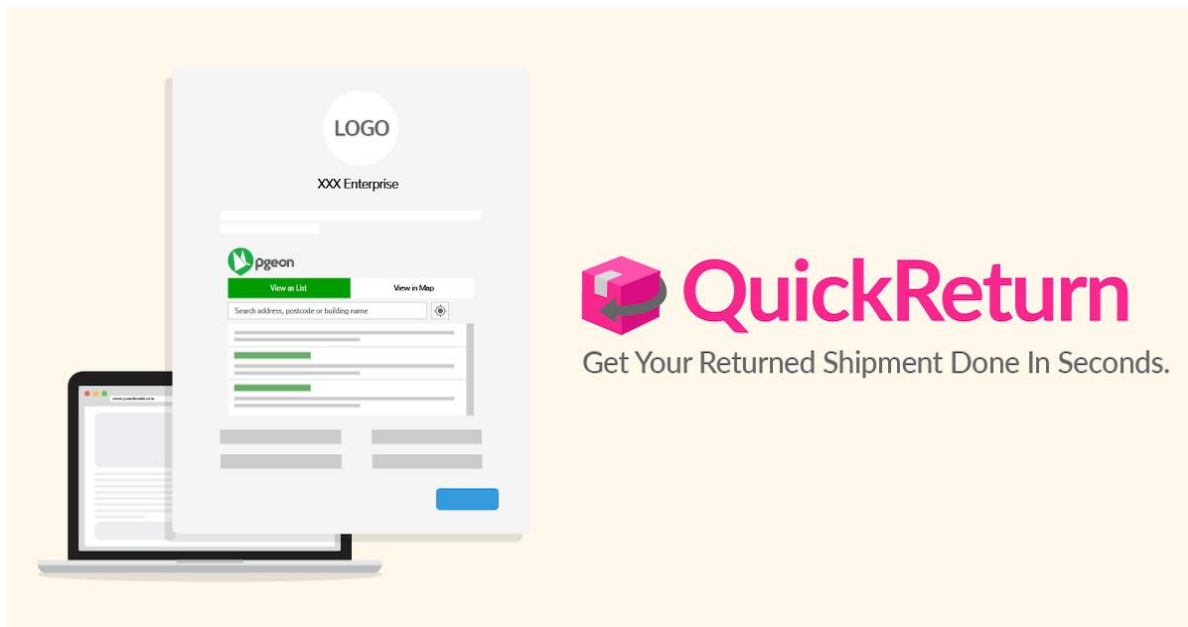 LOGO
XXX Enterprise
pgeon
View as List
View in Map
Search address, postcode or building name
QuickReturn
Get Your Returned Shipment Done In Seconds.